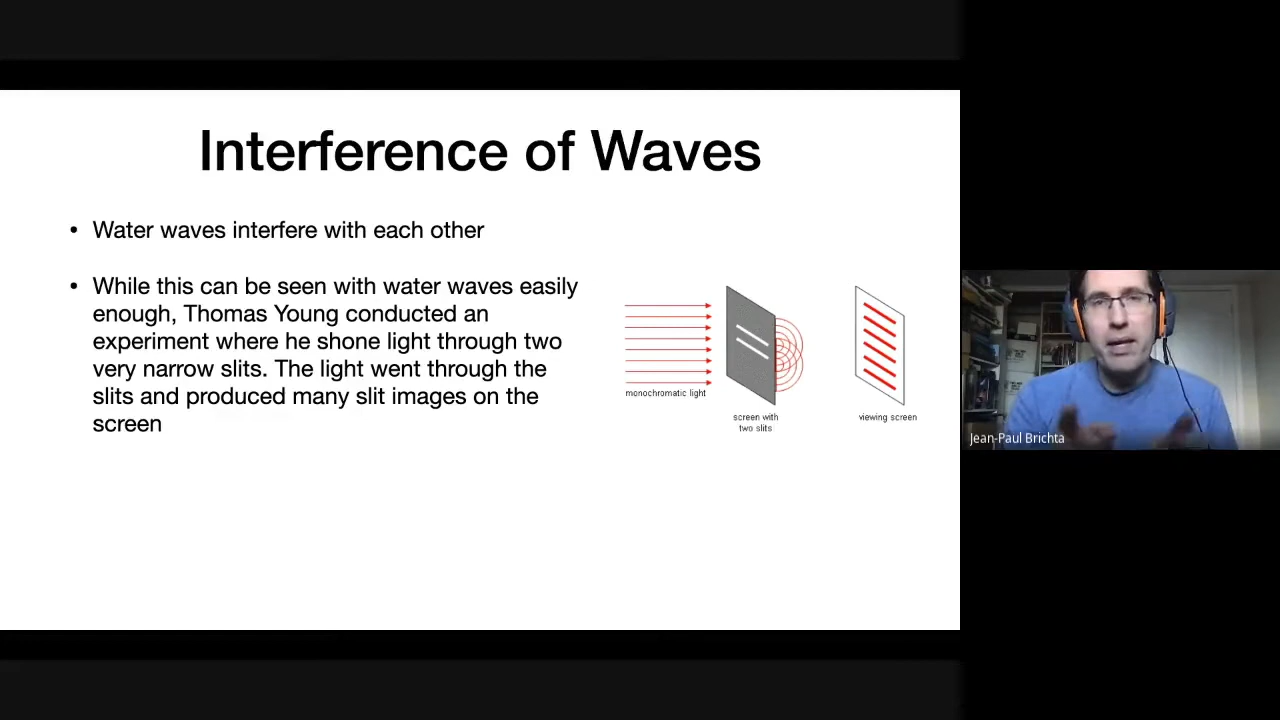 Interference of Waves
• Water waves interfere with each other
• While this can be seen with water waves easily
enough, Thomas Young conducted an
experiment where he shone light through two
very narrow slits. The light went through the
slits and produced many slit images on the
screen
monochromatic light
screen with
two slits
viewing screen
Jean-Paul Brichta